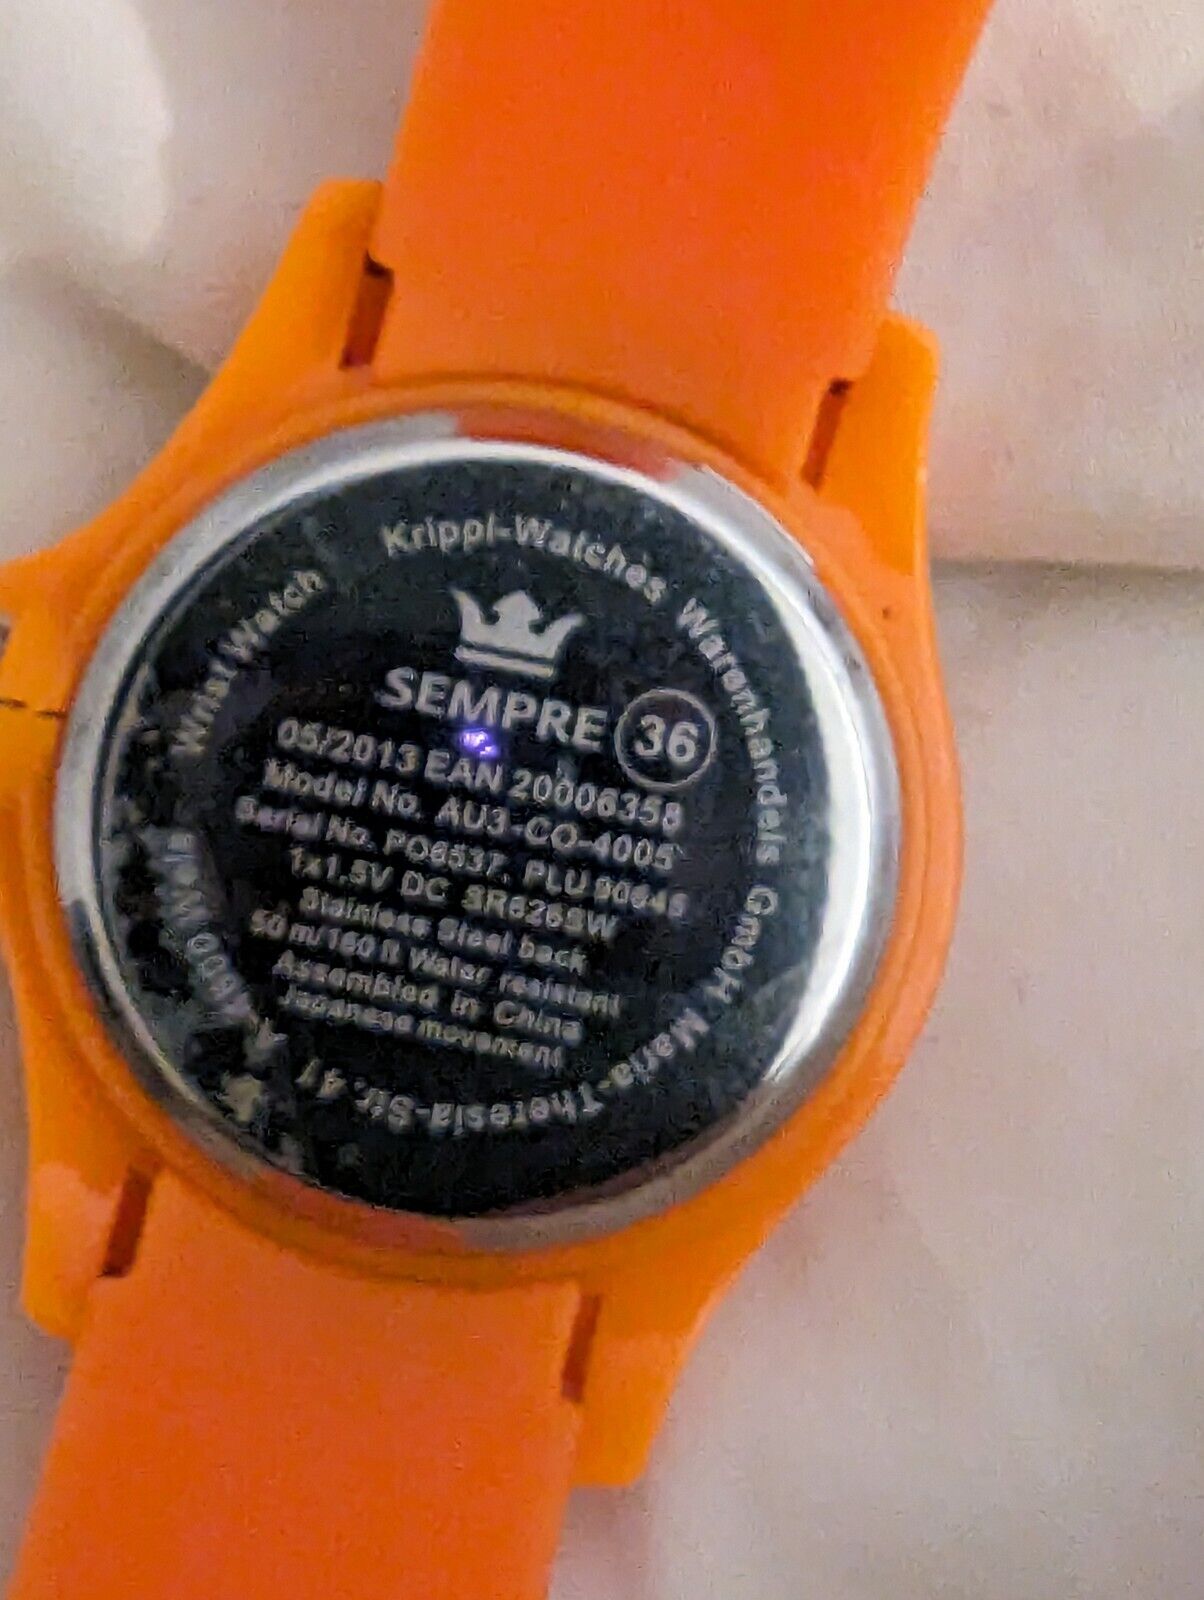 Wrist Watch
Krippl-Watches Warenhandels GmbH Maria-Theresia-Str. 41
SEMPRE 36
05/2013 EAN 20006358
Model No. AU3-CO-4005
Serial No. PO6537, PLU 90646
1x1.5V DC SR626SW
Stainless Steel back
50 m/160 ft Water resistant
Assembled in China
Japanese movement